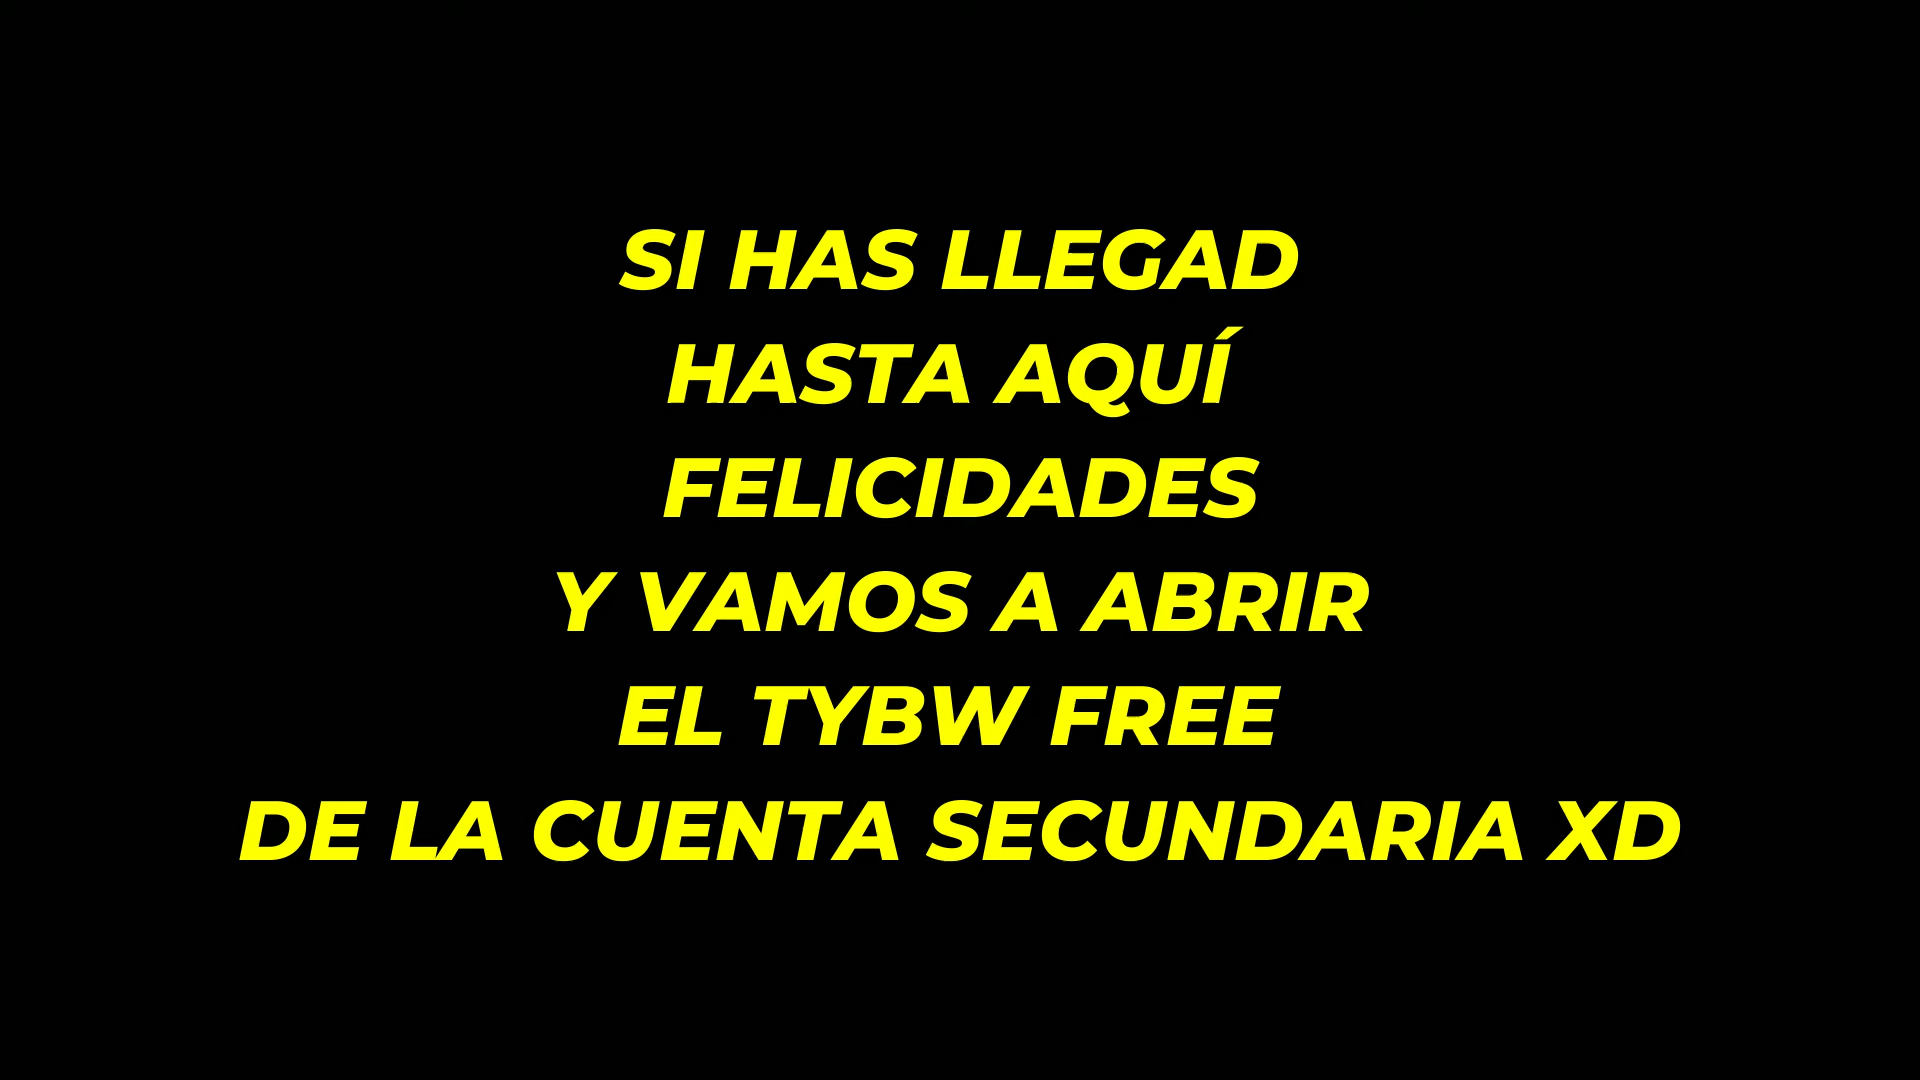 SI HAS LLEGAD
HASTA AQUÍ
FELICIDADES
Y VAMOS A ABRIR
EL TYBW FREE
DE LA CUENTA SECUNDARIA XD